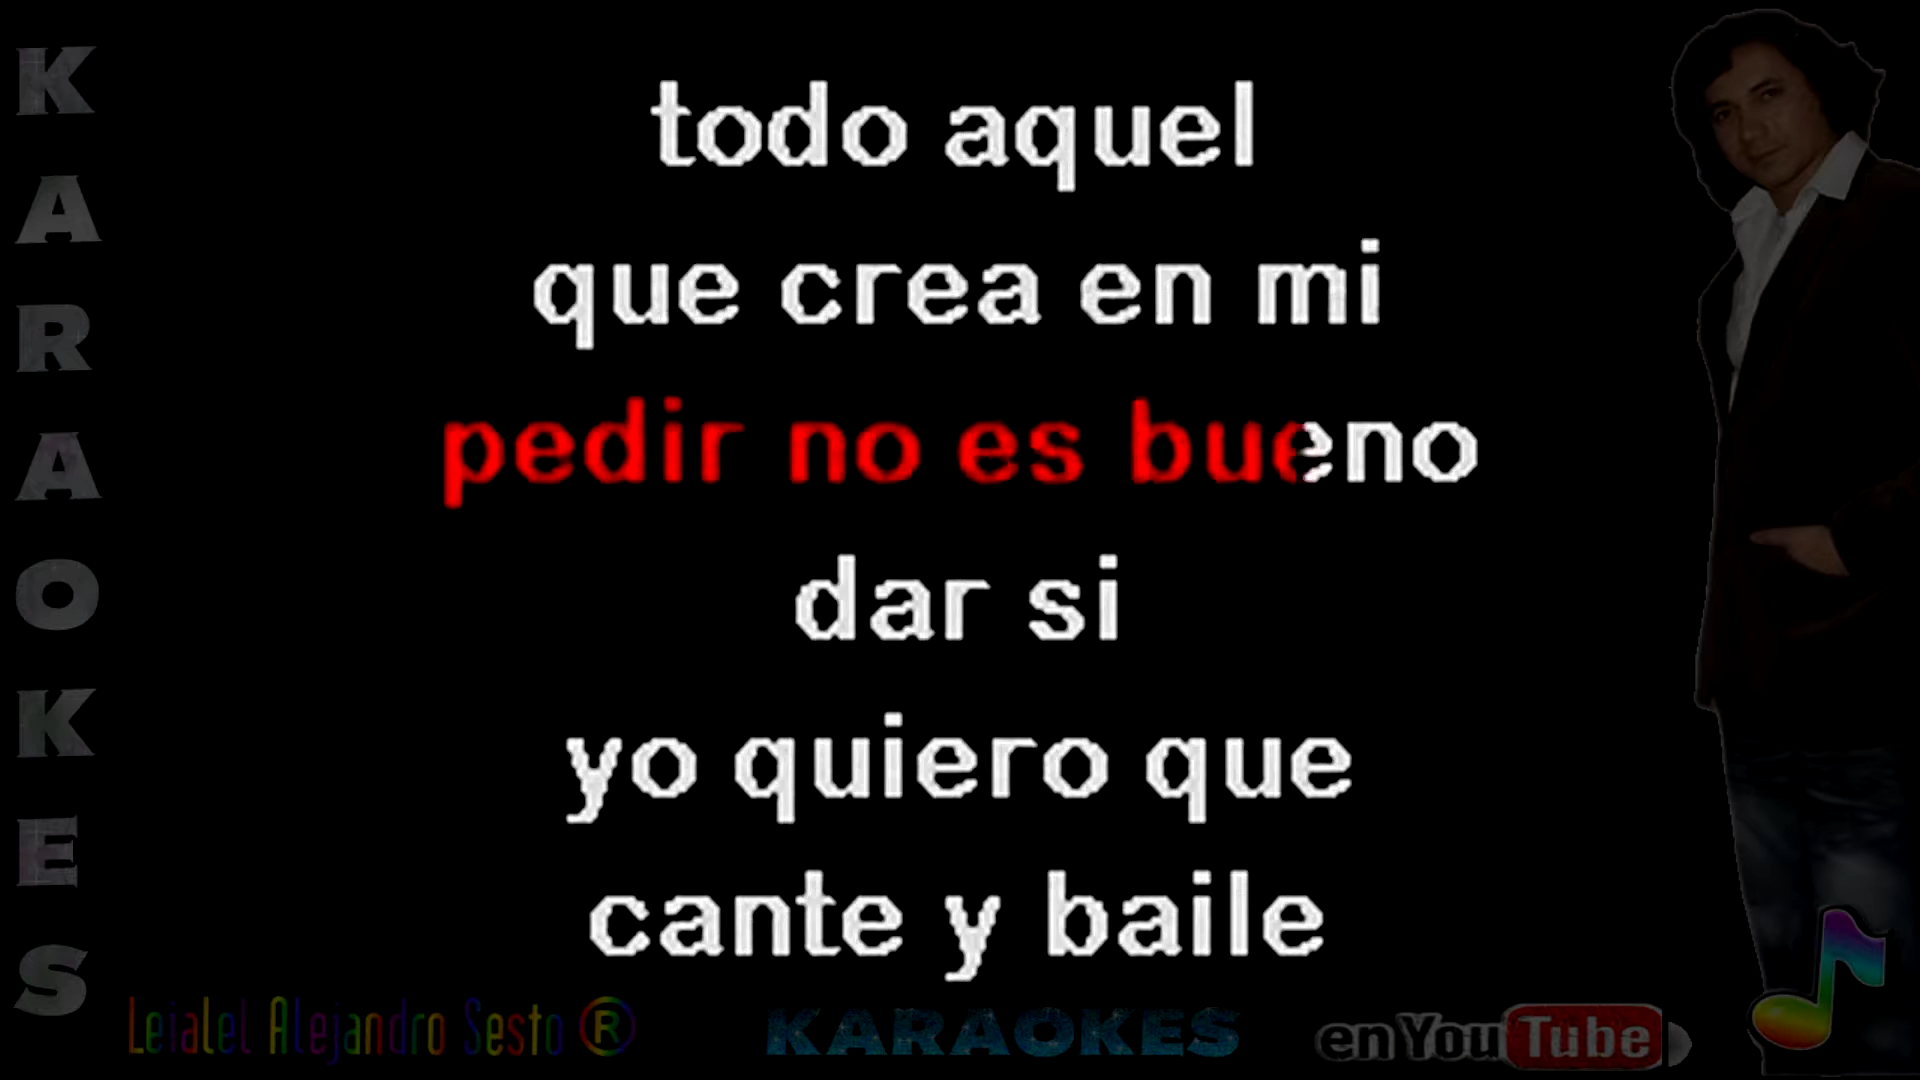 KARAOKES
todo aquel
que crea en mi
pedir no es bueno
dar si
yo quiero que
cante y baile
Leialel Alejandro Sesto ®
KARAOKES
en YouTube